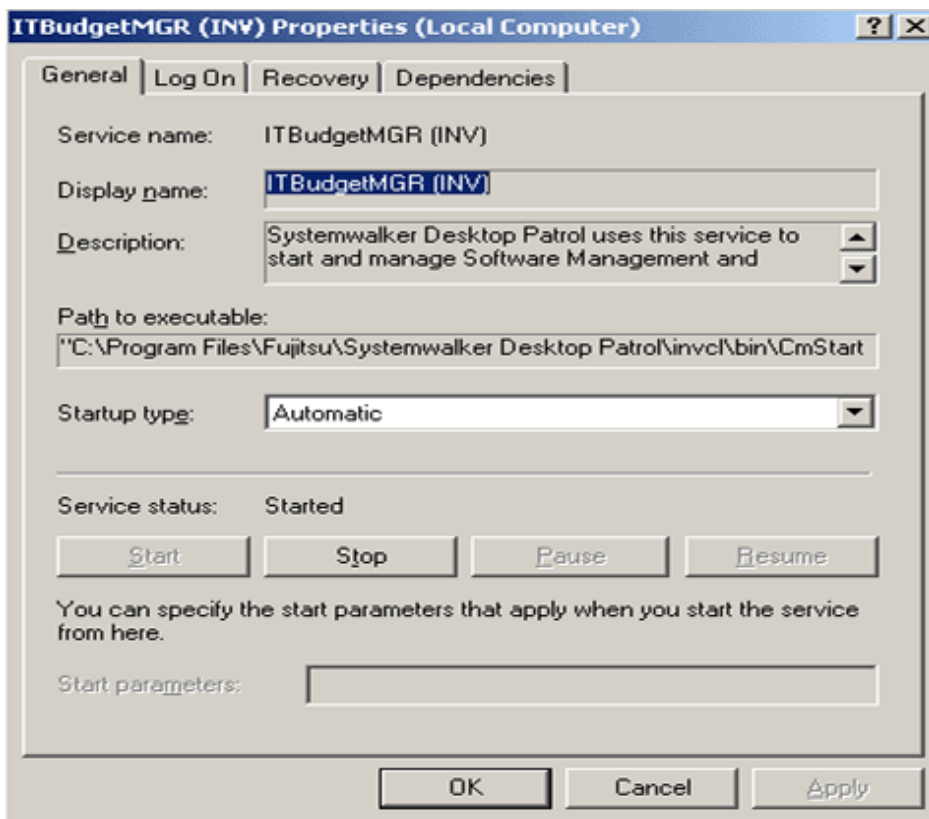 ITBudgetMGR (INV) Properties (Local Computer)
General Log On Recovery Dependencies
Service name: ITBudgetMGR (INV)
Display name: ITBudgetMGR (INV)
Description: Systemwalker Desktop Patrol uses this service to
start and manage Software Management and
Path to executable:
"C:\Program Files\Fujitsu\Systemwalker Desktop Patrol\invcl\bin\CmStart
Startup type: Automatic
Service status: Started
Start Stop Pause Resume
You can specify the start parameters that apply when you start the service
from here.
Start parameters:
OK Cancel Apply